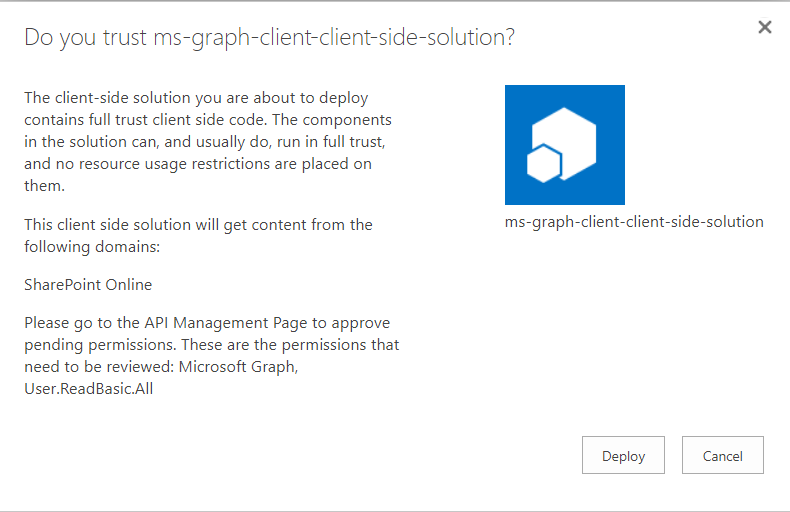 Do you trust ms-graph-client-client-side-solution?
The client-side solution you are about to deploy
contains full trust client side code. The components
in the solution can, and usually do, run in full trust,
and no resource usage restrictions are placed on
them.
This client side solution will get content from the
following domains:
SharePoint Online
Please go to the API Management Page to approve
pending permissions. These are the permissions that
need to be reviewed: Microsoft Graph,
User.ReadBasic.All
ms-graph-client-client-side-solution
Deploy
Cancel